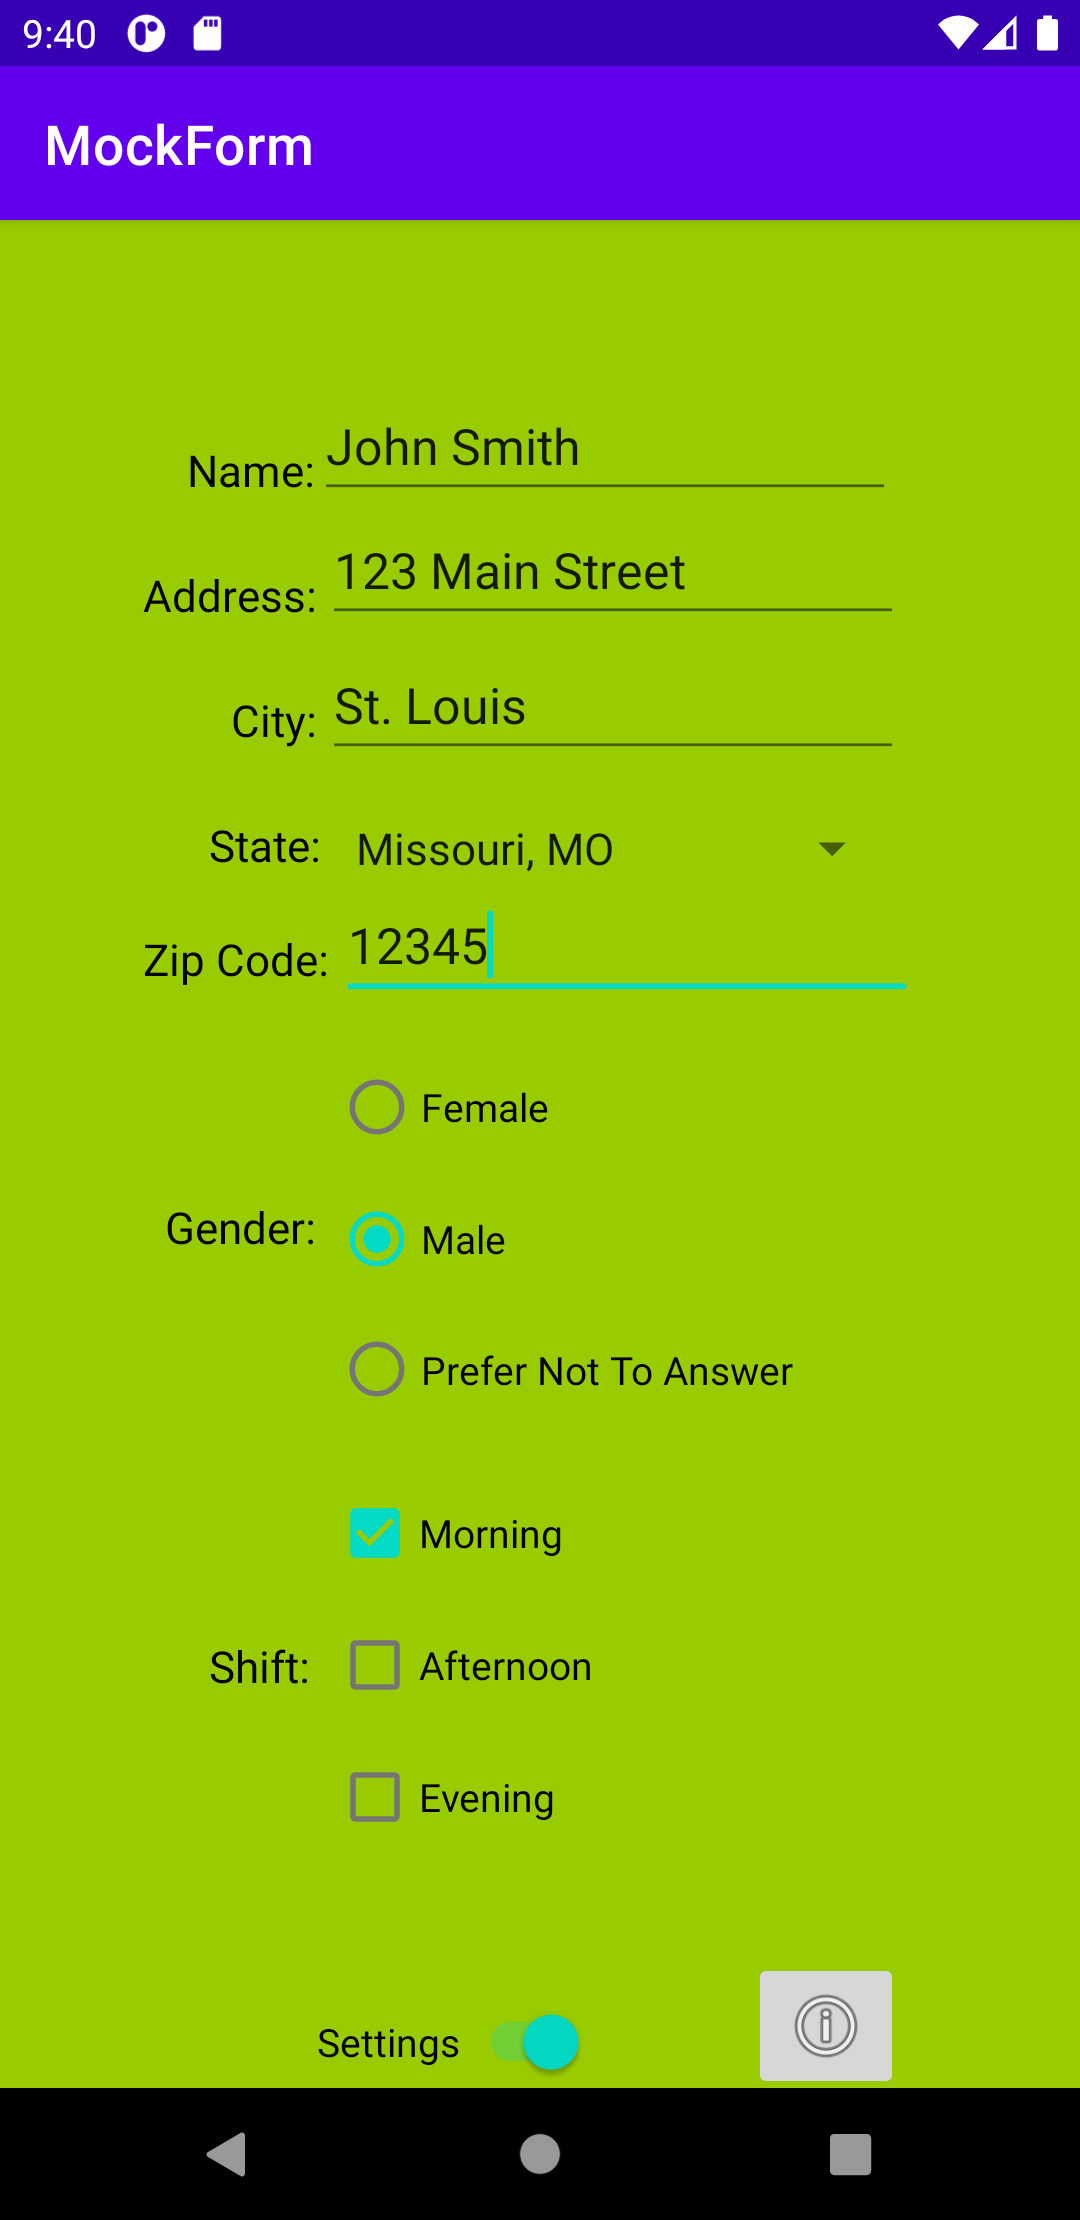 9:40
MockForm
Name: John Smith
Address: 123 Main Street
City: St. Louis
State: Missouri, MO
Zip Code: 12345
Female
Gender: Male
Prefer Not To Answer
Morning
Shift: Afternoon
Evening
Settings